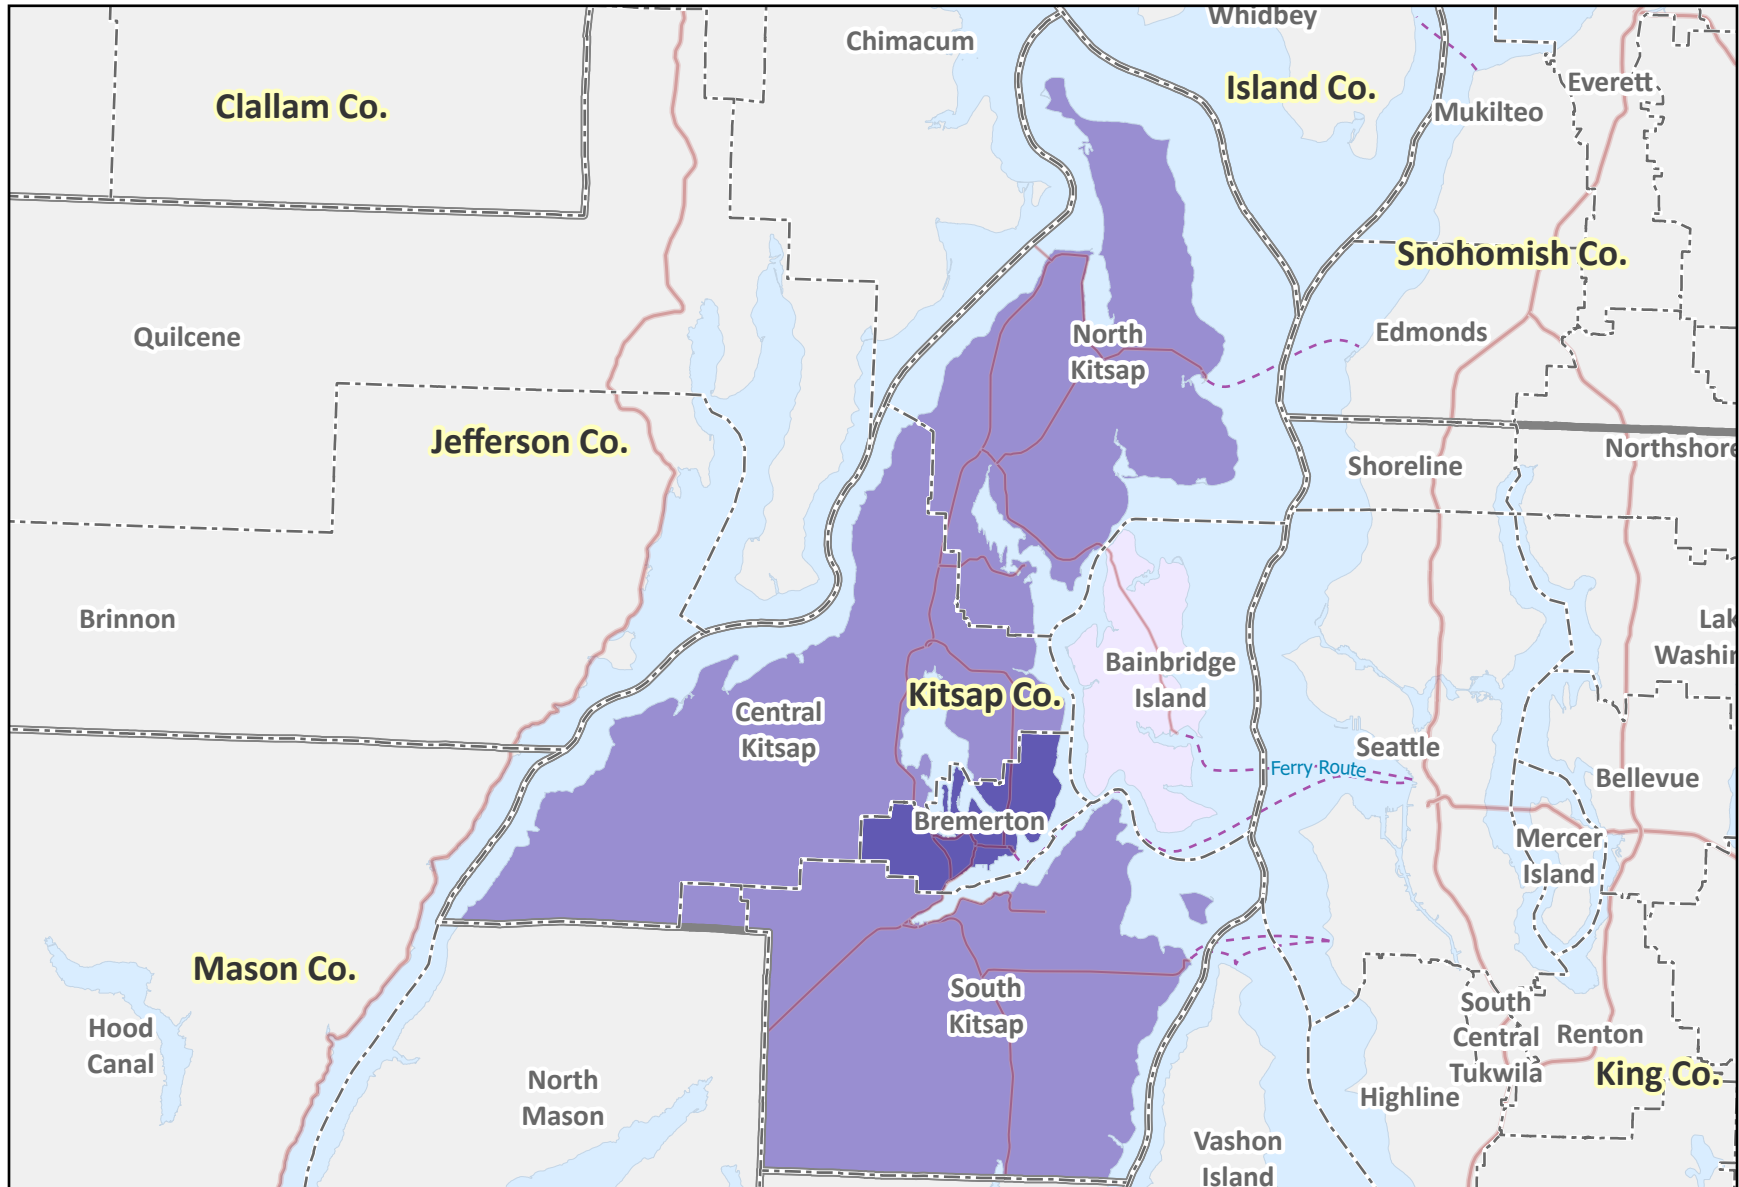 Whidbey
Chimacum
Clallam Co.
Island Co.
Everett
Mukilteo
Snohomish Co.
Quilcene
North
Kitsap
Edmonds
Jefferson Co.
Shoreline
Northshore
Brinnon
Lak
Washin
Bainbridge
Island
Kitsap Co.
Central
Kitsap
Seattle
Ferry Route
Bellevue
Bremerton
Mercer
Island
Mason Co.
South
Kitsap
Hood
Canal
South
Central
Tukwila
Renton
King Co.
North
Mason
Highline
Vashon
Island